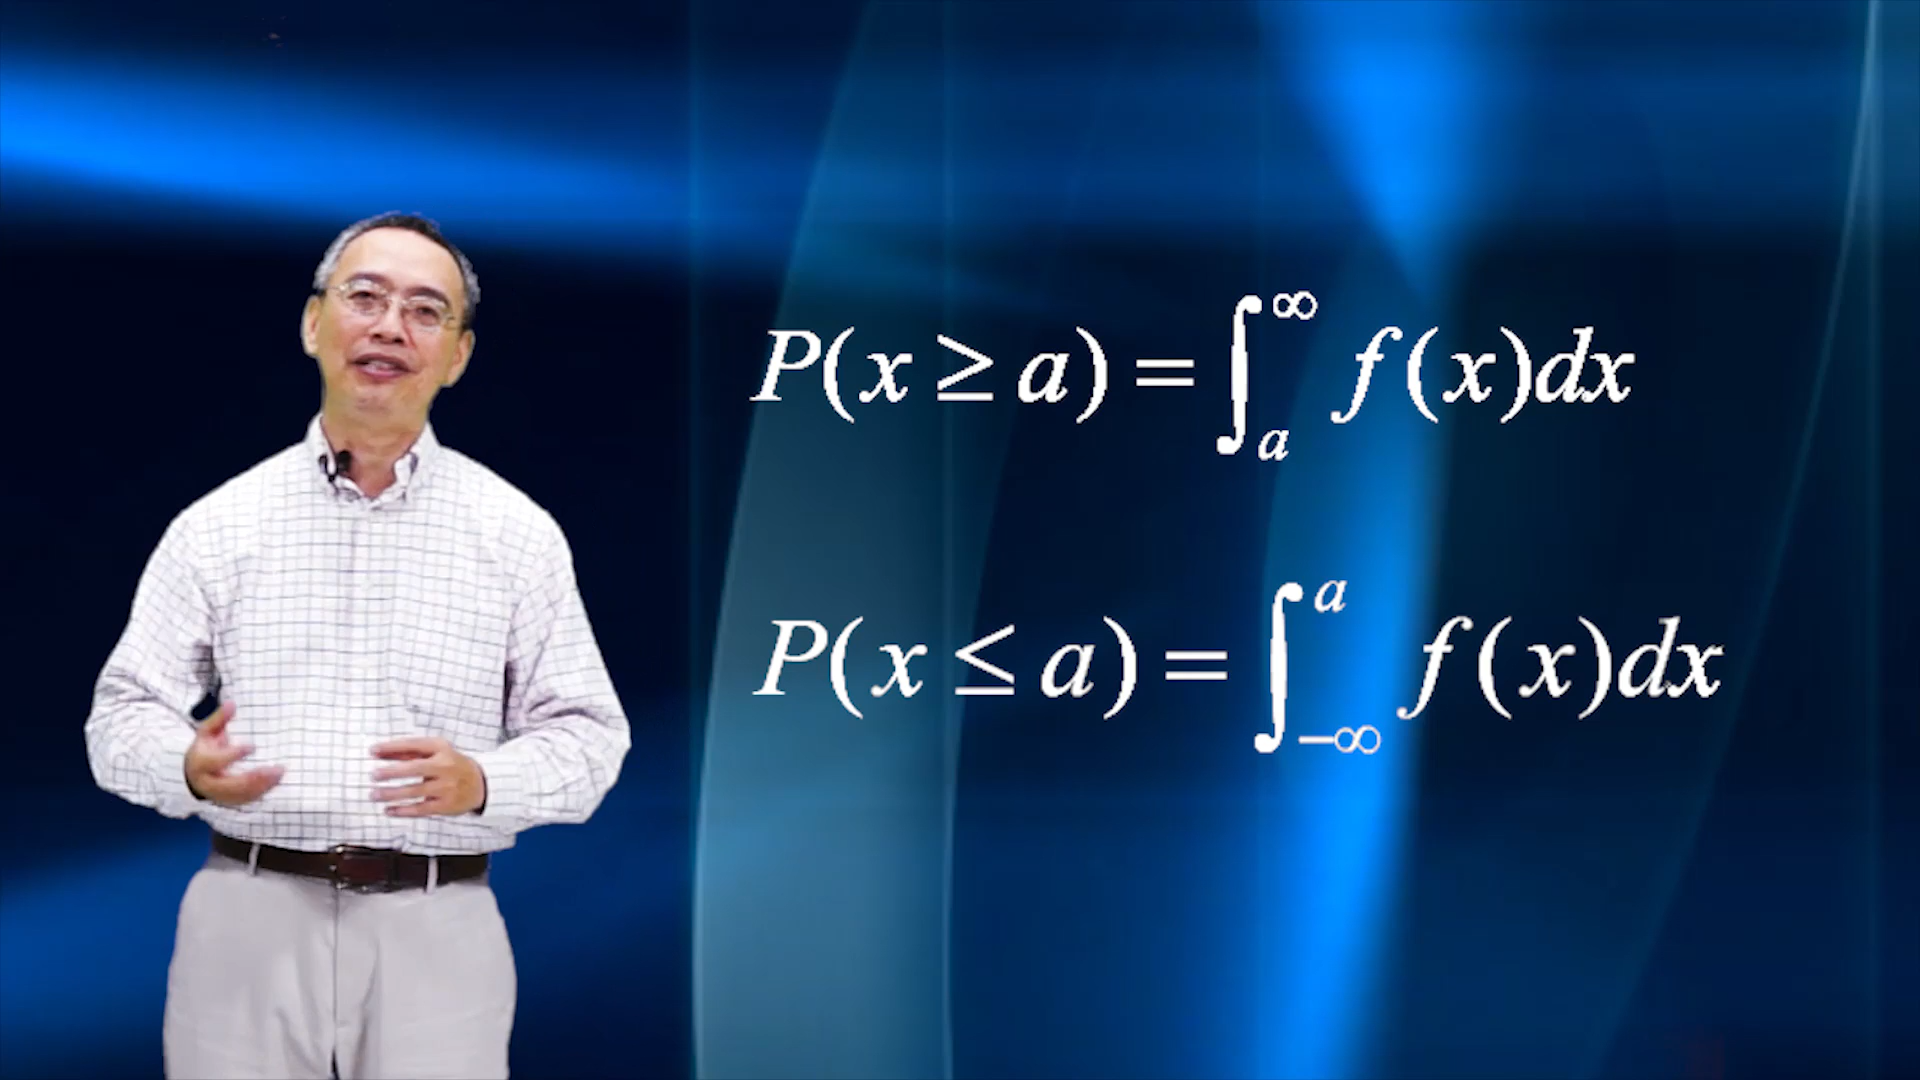 P(x ≥ a) = ∫_a^∞ f(x)dx
P(x ≤ a) = ∫_{-∞}^a f(x)dx